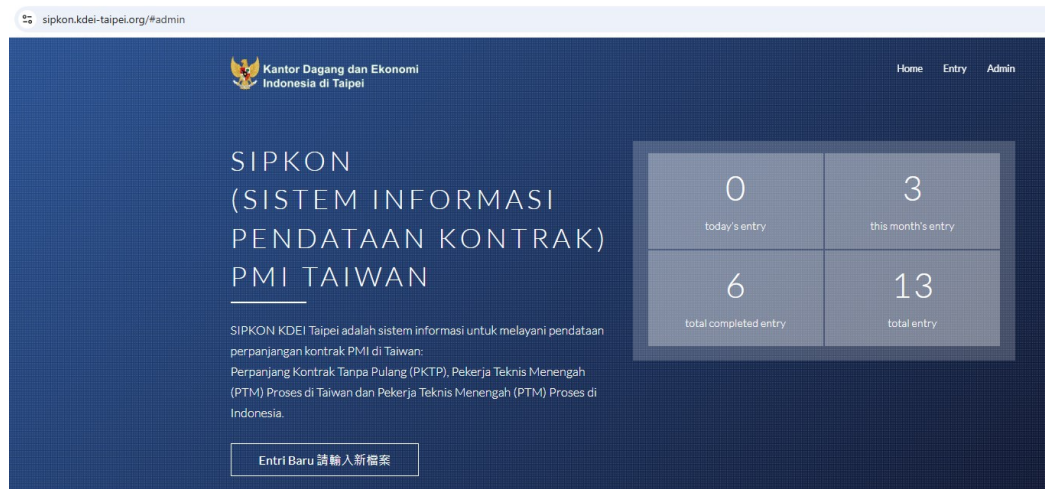 sipkon.kdei-taipei.org/#admin
Kantor Dagang dan Ekonomi
Indonesia di Taipei
Home Entry Admin
SIPKON
(SISTEM INFORMASI
PENDATAAN KONTRAK)
PMI TAIWAN
SIPKON KDEI Taipei adalah sistem informasi untuk melayani pendataan
perpanjangan kontrak PMI di Taiwan:
Perpanjang Kontrak Tanpa Pulang (PKTP), Pekerja Teknis Menengah
(PTM) Proses di Taiwan dan Pekerja Teknis Menengah (PTM) Proses di
Indonesia.
Entri Baru 請輸入新檔案
0
today's entry
3
this month's entry
6
total completed entry
13
total entry